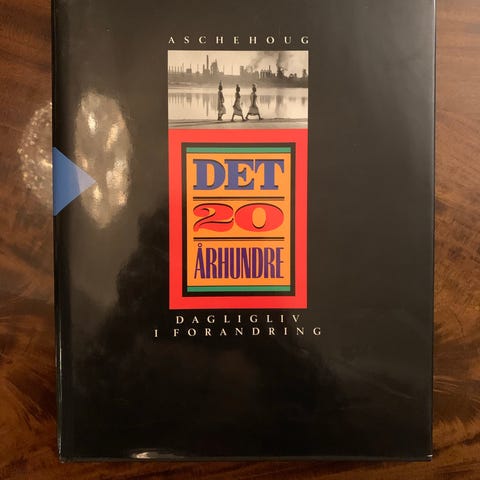 ASCHEHOUG
DET
20
ÅRHUNDRE
DAGLIGLIV
I FORANDRING